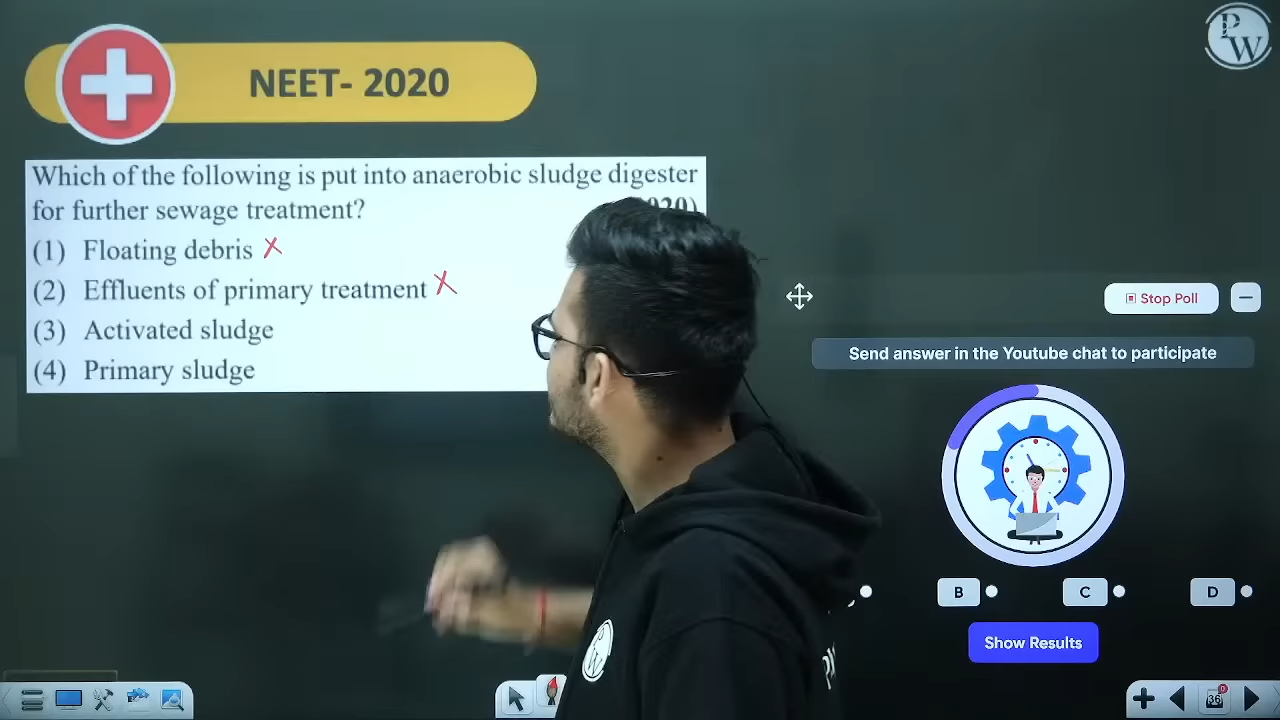 PW
NEET- 2020
Which of the following is put into anaerobic sludge digester
for further sewage treatment?
(1) Floating debris
(2) Effluents of primary treatment
(3) Activated sludge
(4) Primary sludge
Stop Poll
Send answer in the Youtube chat to participate
B C D
Show Results
36